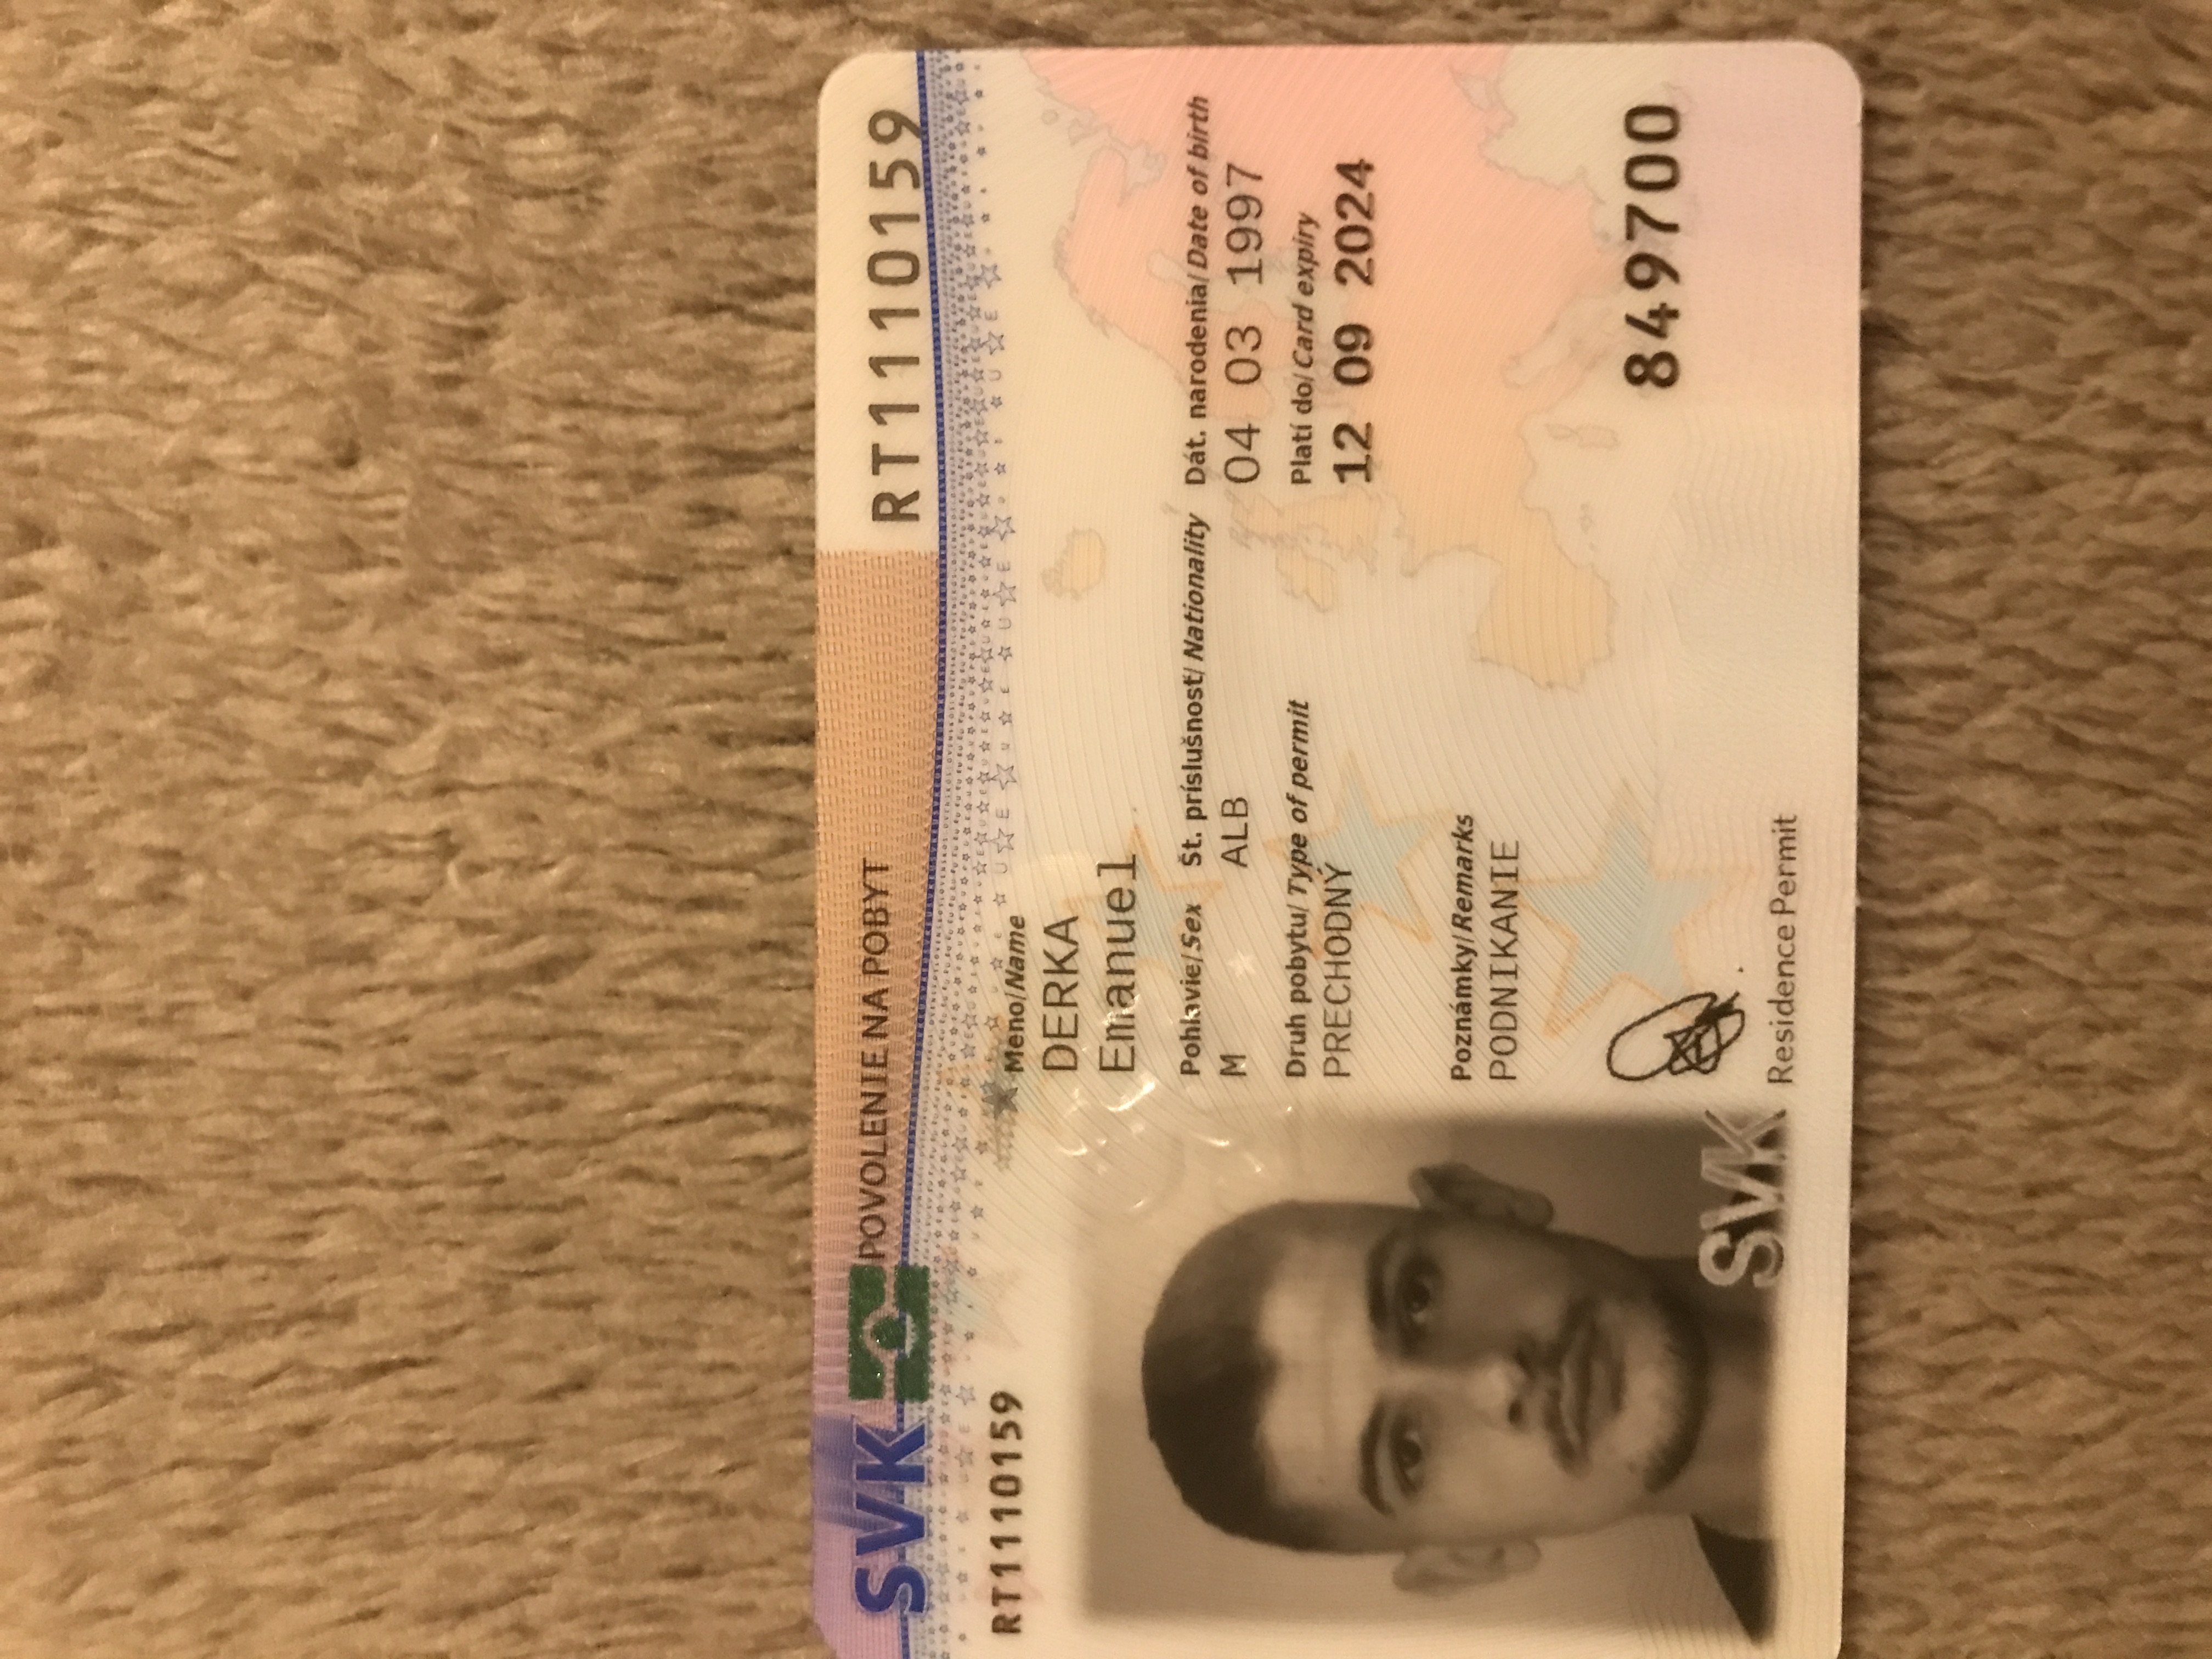 SVK POVOLENIE NA POBYT RT1110159
RT1110159
Meno/Name
DERKA
Emanuel
Pohlavie/Sex Št. príslušnosť/Nationality Dát. narodenia/Date of birth
M ALB 04 03 1997
Druh pobytu/Type of permit Platí do/Card expiry
PRECHODNÝ 12 09 2024
Poznámky/Remarks
PODNIKANIE
849700
SVK
Residence Permit